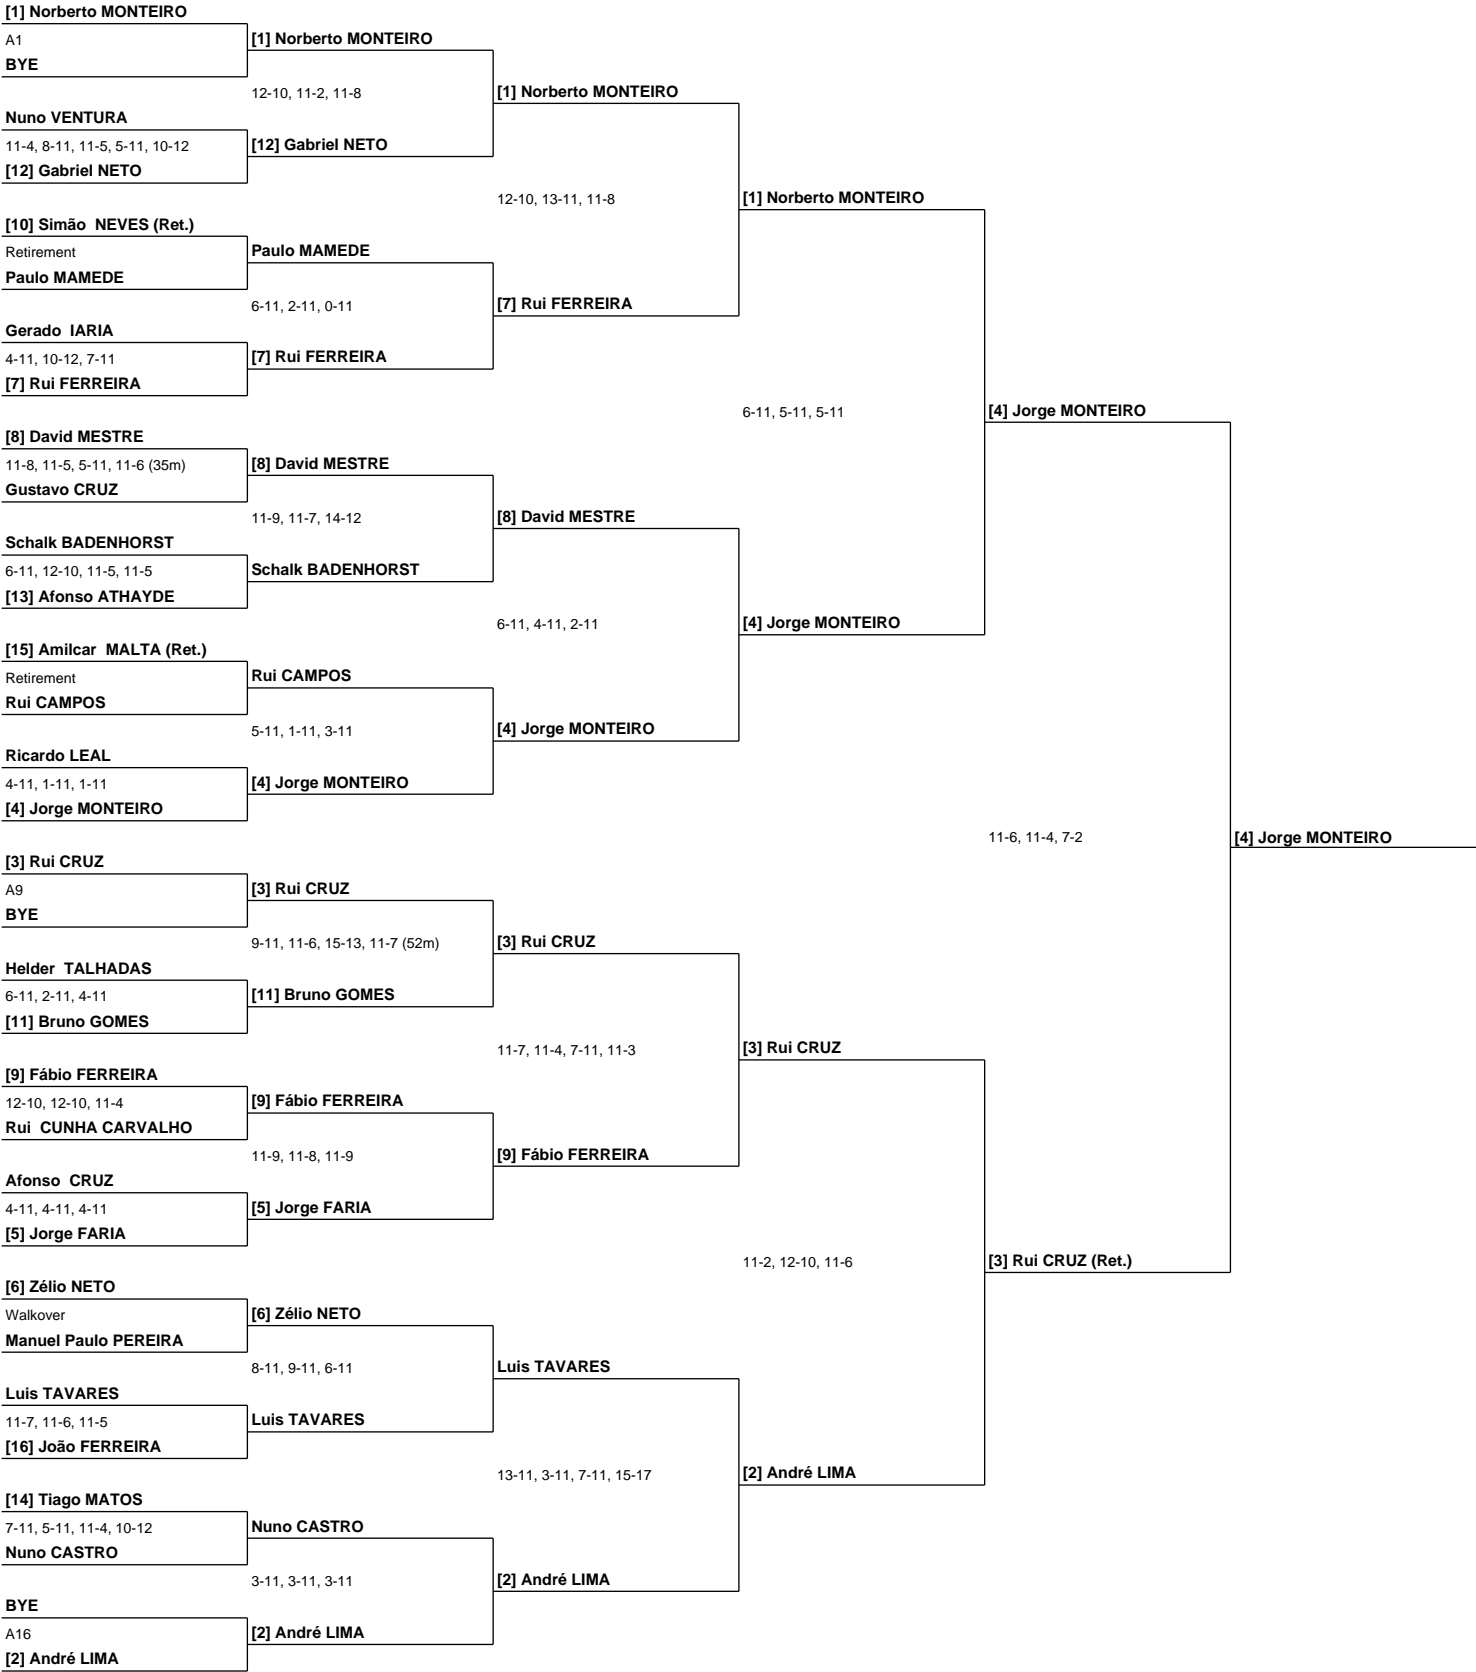 [1] Norberto MONTEIRO
A1
[1] Norberto MONTEIRO
BYE
12-10, 11-2, 11-8
[1] Norberto MONTEIRO
Nuno VENTURA
11-4, 8-11, 11-5, 5-11, 10-12
[12] Gabriel NETO
[12] Gabriel NETO
12-10, 13-11, 11-8
[1] Norberto MONTEIRO
[10] Simão  NEVES (Ret.)
Retirement
Paulo MAMEDE
Paulo MAMEDE
6-11, 2-11, 0-11
[7] Rui FERREIRA
Gerado  IARIA
4-11, 10-12, 7-11
[7] Rui FERREIRA
[7] Rui FERREIRA
6-11, 5-11, 5-11
[4] Jorge MONTEIRO
[8] David MESTRE
11-8, 11-5, 5-11, 11-6 (35m)
[8] David MESTRE
Gustavo CRUZ
11-9, 11-7, 14-12
[8] David MESTRE
Schalk BADENHORST
6-11, 12-10, 11-5, 11-5
Schalk BADENHORST
[13] Afonso ATHAYDE
6-11, 4-11, 2-11
[4] Jorge MONTEIRO
[15] Amilcar  MALTA (Ret.)
Retirement
Rui CAMPOS
Rui CAMPOS
5-11, 1-11, 3-11
[4] Jorge MONTEIRO
Ricardo LEAL
4-11, 1-11, 1-11
[4] Jorge MONTEIRO
[4] Jorge MONTEIRO
11-6, 11-4, 7-2
[4] Jorge MONTEIRO
[3] Rui CRUZ
A9
[3] Rui CRUZ
BYE
9-11, 11-6, 15-13, 11-7 (52m)
[3] Rui CRUZ
Helder  TALHADAS
6-11, 2-11, 4-11
[11] Bruno GOMES
[11] Bruno GOMES
11-7, 11-4, 7-11, 11-3
[3] Rui CRUZ
[9] Fábio FERREIRA
12-10, 12-10, 11-4
[9] Fábio FERREIRA
Rui  CUNHA CARVALHO
11-9, 11-8, 11-9
[9] Fábio FERREIRA
Afonso  CRUZ
4-11, 4-11, 4-11
[5] Jorge FARIA
[5] Jorge FARIA
11-2, 12-10, 11-6
[3] Rui CRUZ (Ret.)
[6] Zélio NETO
Walkover
[6] Zélio NETO
Manuel Paulo PEREIRA
8-11, 9-11, 6-11
Luis TAVARES
Luis TAVARES
11-7, 11-6, 11-5
Luis TAVARES
[16] João FERREIRA
13-11, 3-11, 7-11, 15-17
[2] André LIMA
[14] Tiago MATOS
7-11, 5-11, 11-4, 10-12
Nuno CASTRO
Nuno CASTRO
3-11, 3-11, 3-11
[2] André LIMA
BYE
A16
[2] André LIMA
[2] André LIMA